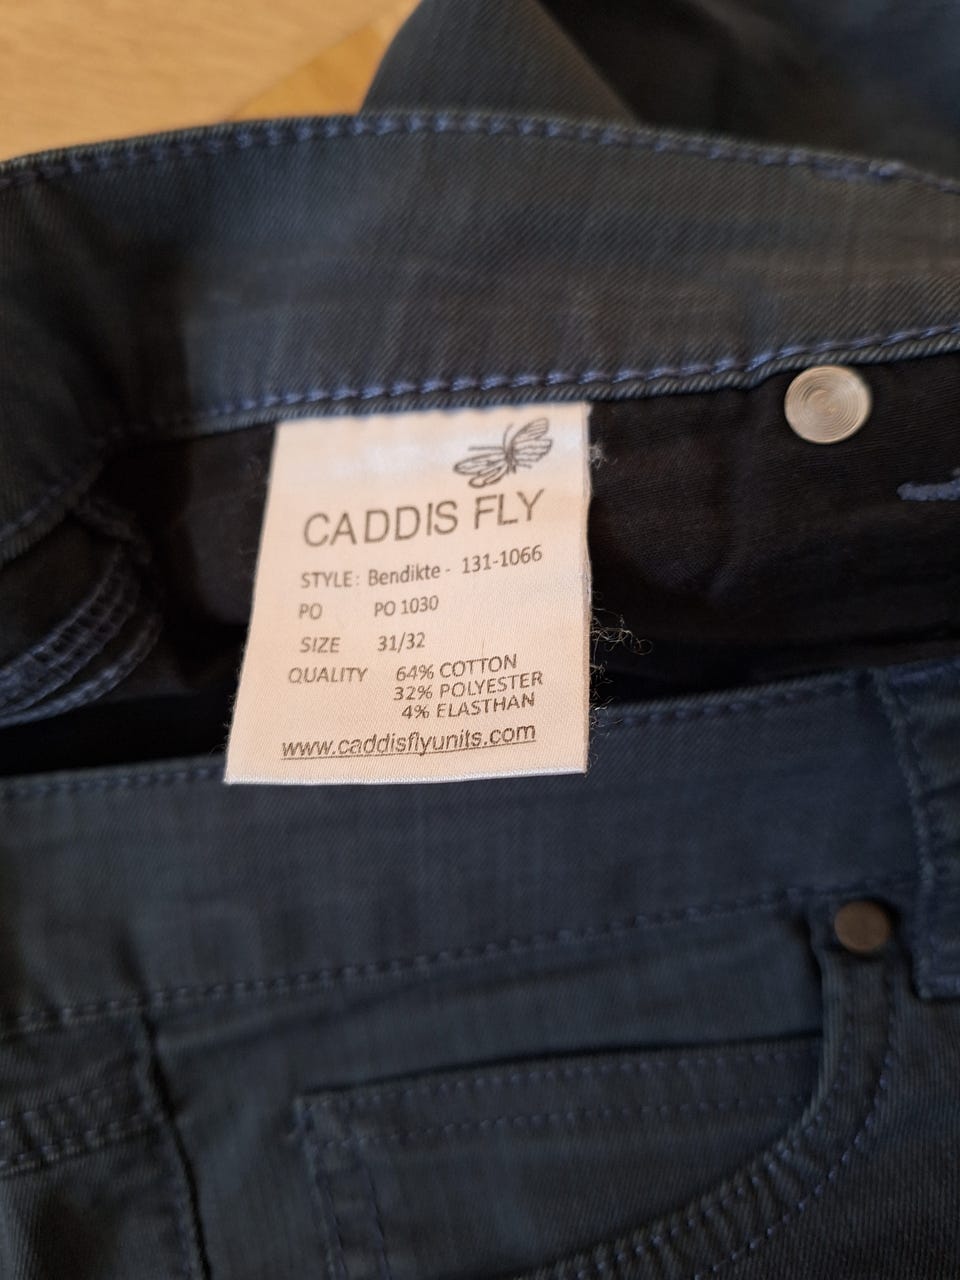 CADDIS FLY
STYLE: Bendikte - 131-1066
PO PO 1030
SIZE 31/32
QUALITY 64% COTTON
32% POLYESTER
4% ELASTHAN
www.caddisflyunits.com